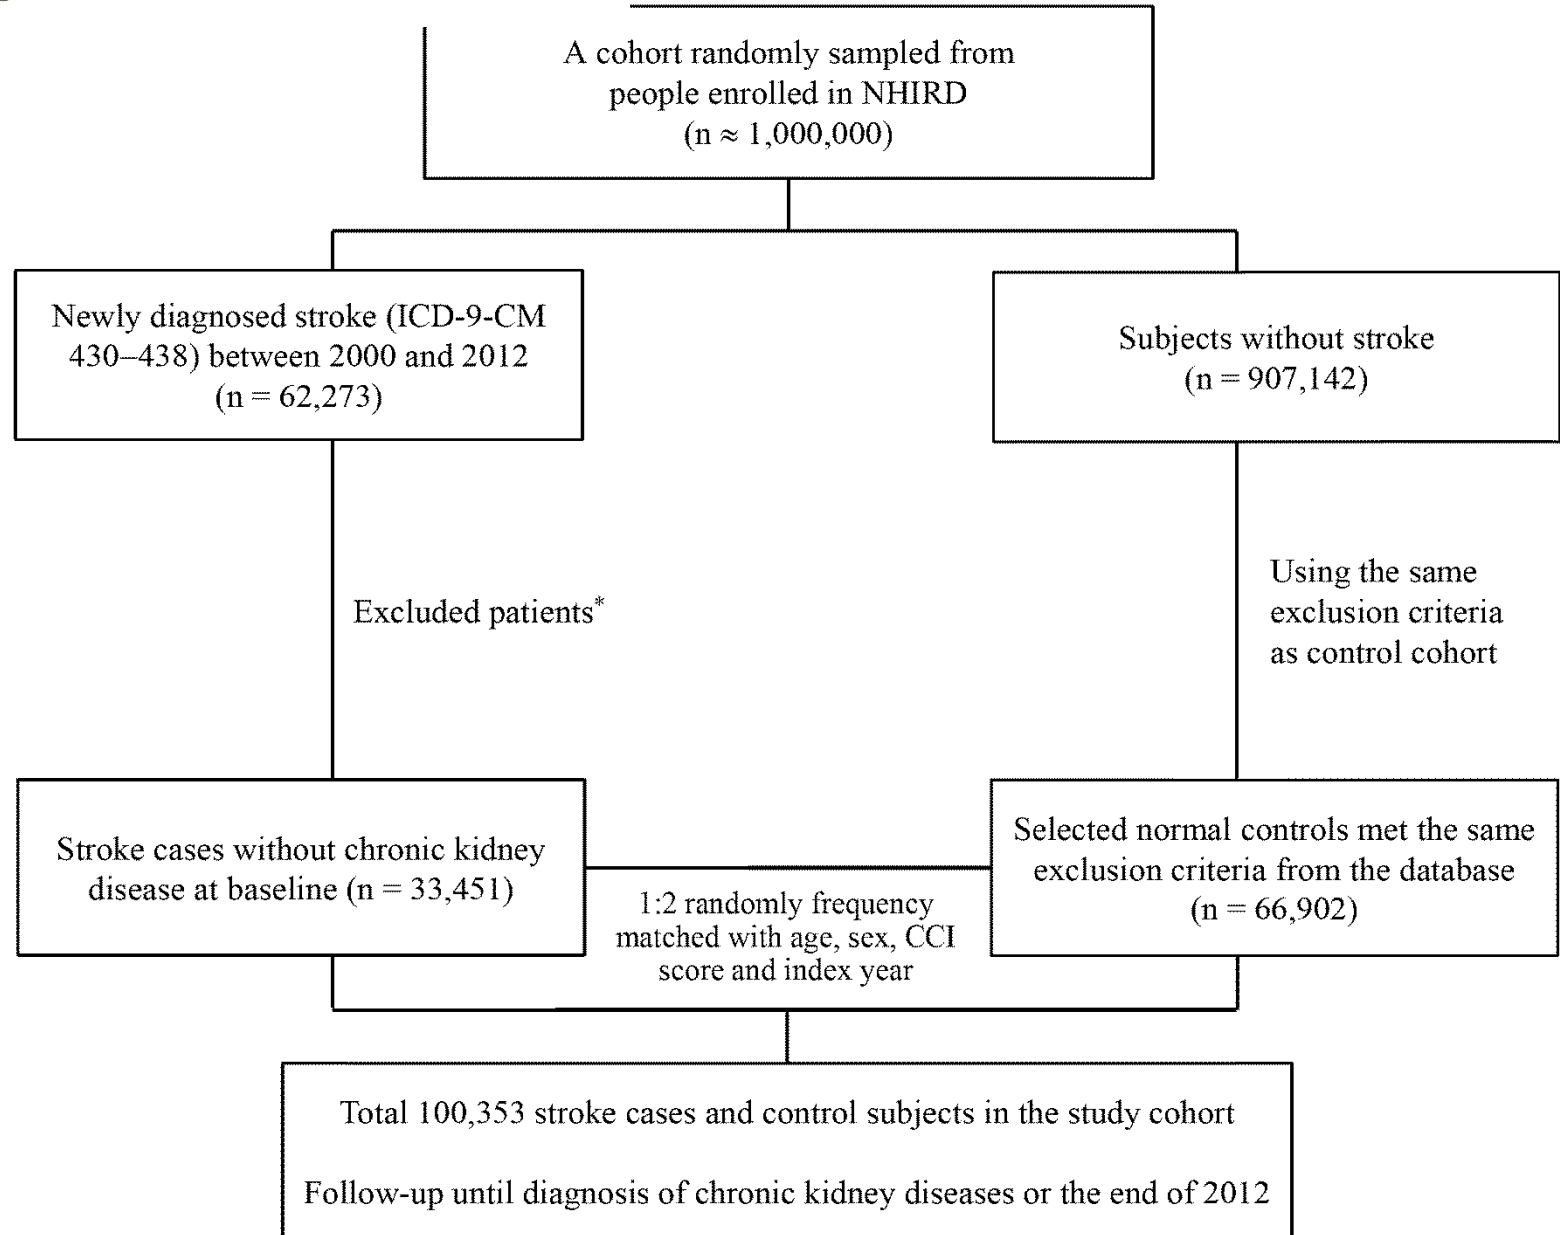 A cohort randomly sampled from
people enrolled in NHIRD
(n ≈ 1,000,000)
Newly diagnosed stroke (ICD-9-CM
430–438) between 2000 and 2012
(n = 62,273)
Subjects without stroke
(n = 907,142)
Excluded patients*
Using the same
exclusion criteria
as control cohort
Stroke cases without chronic kidney
disease at baseline (n = 33,451)
1:2 randomly frequency
matched with age, sex, CCI
score and index year
Selected normal controls met the same
exclusion criteria from the database
(n = 66,902)
Total 100,353 stroke cases and control subjects in the study cohort
Follow-up until diagnosis of chronic kidney diseases or the end of 2012